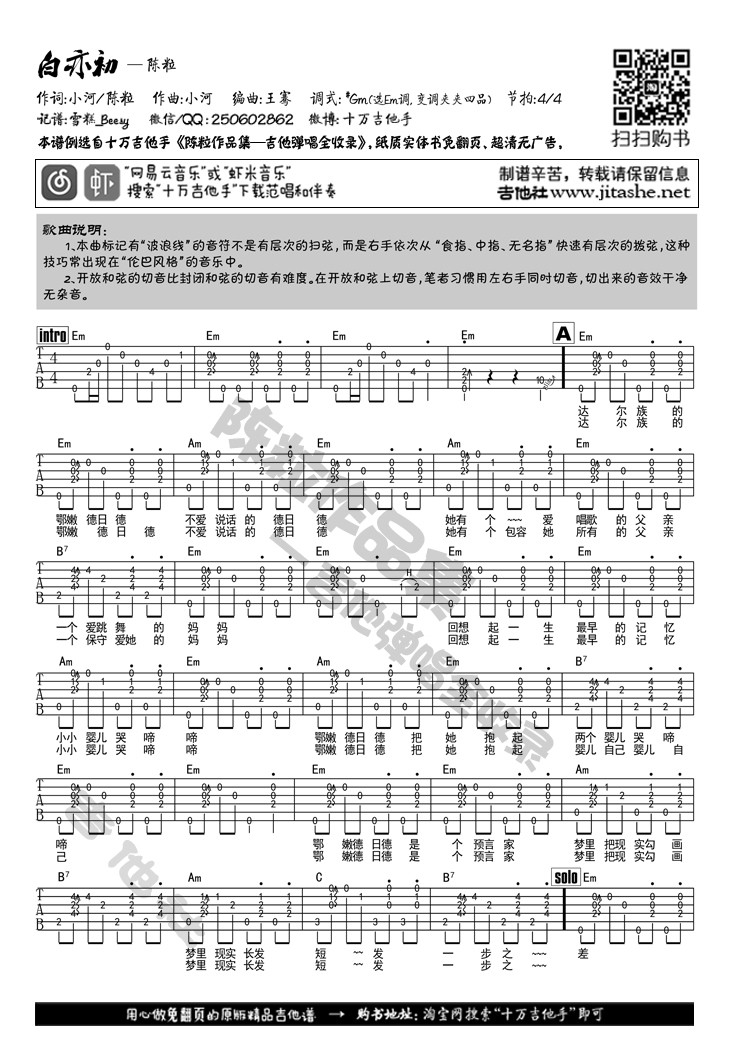 白亦初 —陈粒
作词:小河/陈粒 作曲:小河 编曲:王骞 调式:#Gm(选Em调,变调夹夹四品) 节拍:4/4
记谱:雪糕_Beesy 微信/QQ:250602862 微博:十万吉他手
扫扫购书
本谱例选自十万吉他手《陈粒作品集—吉他弹唱全收录》,纸质实体书免翻页、超清无广告。
“网易云音乐”或“虾米音乐”
搜索“十万吉他手”下载范唱和伴奏
虾
制谱辛苦，转载请保留信息
吉他社www.jitashe.net
歌曲说明:
1、本曲标记有“波浪线”的音符不是有层次的扫弦,而是右手依次从“食指、中指、无名指”快速有层次的拨弦,这种
技巧常出现在“伦巴风格”的音乐中。
2、开放和弦的切音比封闭和弦的切音有难度。在开放和弦上切音,笔者习惯用左右手同时切音,切出来的音效干净
无杂音。
intro Em Em Em Em A Em
达 尔 族 的
达 尔 族 的
Em Am Em Am Em
鄂嫩 德日 德 不爱 说话 的 德日 德 她有 个 ~~~ 爱 唱歌 的 父 亲
鄂嫩 德 日 德 不爱 说话 的 德日 德 她有 个 包容 她 所有 的 父 亲
B7 Em Em Em Em
一个 爱跳 舞 的 妈 妈 回想 起 一 生 最早 的 记 忆
一个 保守 爱她 的 妈 妈 回想 起 一 生 最早 的 记 忆
Am Em Am Em B7
小小 婴儿 哭 啼 啼 鄂嫩 德日 德 把 她 抱 起 两个 婴儿 哭 啼
小小 婴儿 哭 啼 啼 鄂嫩 德日 德 把 她 抱 起 婴儿 自己 婴儿 自
Em Em Em Em Am
啼 鄂 嫩德 日德 是 个 预言 家 梦里 把现 实勾 画
己 鄂 嫩德 日德 是 个 预言 家 梦里 把现 实勾 画
B7 Am C B7 solo Em
梦里 现实 长发 短 ~~ 发 一 步 之 ~~~ 差
梦里 现实 长发 短 ~~ 发 一 步 之 ~~~
陈粒作品集
—吉他弹唱全收录
吉他社
用心做免翻页的原版精品吉他谱 → 购书地址:淘宝网搜索“十万吉他手”即可